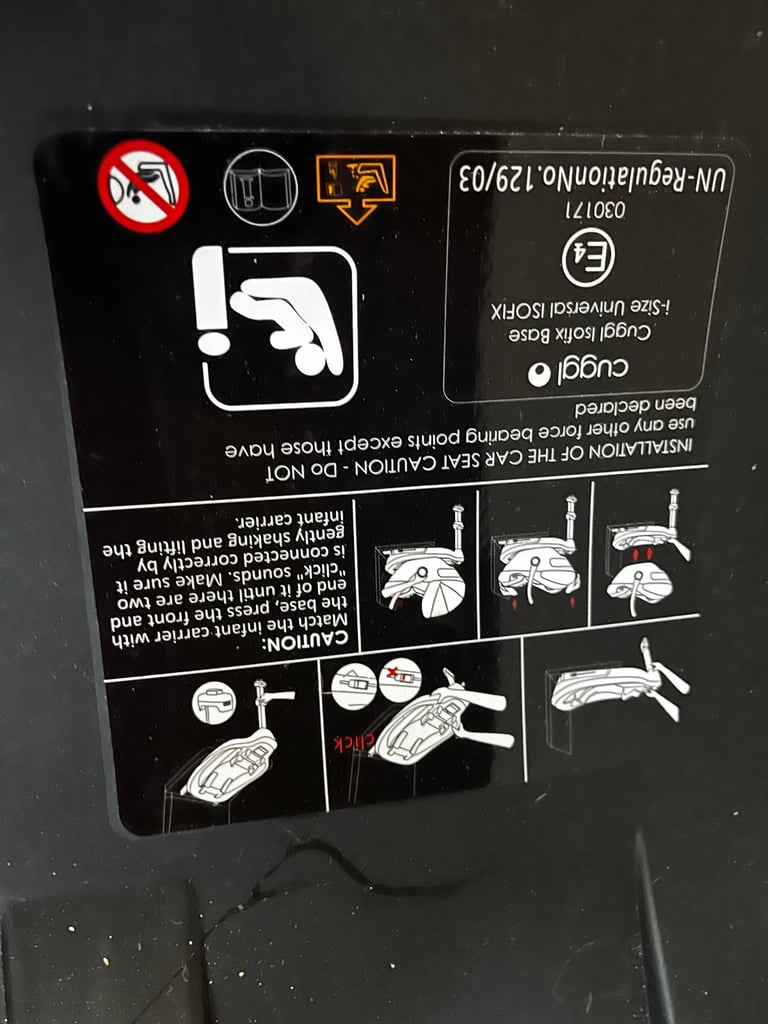 click
CAUTION:
Match the infant carrier with
the base, press the front and
end of it until there are two
"click" sounds. Make sure it
is connected correctly by
gently shaking and lifting the
infant carrier.
INSTALLATION OF THE CAR SEAT CAUTION - Do NOT
use any other force bearing points except those have
been declared
cuggl
Cuggl Isofix Base
i-Size Universal ISOFIX
E4
030171
UN-RegulationNo.129/03